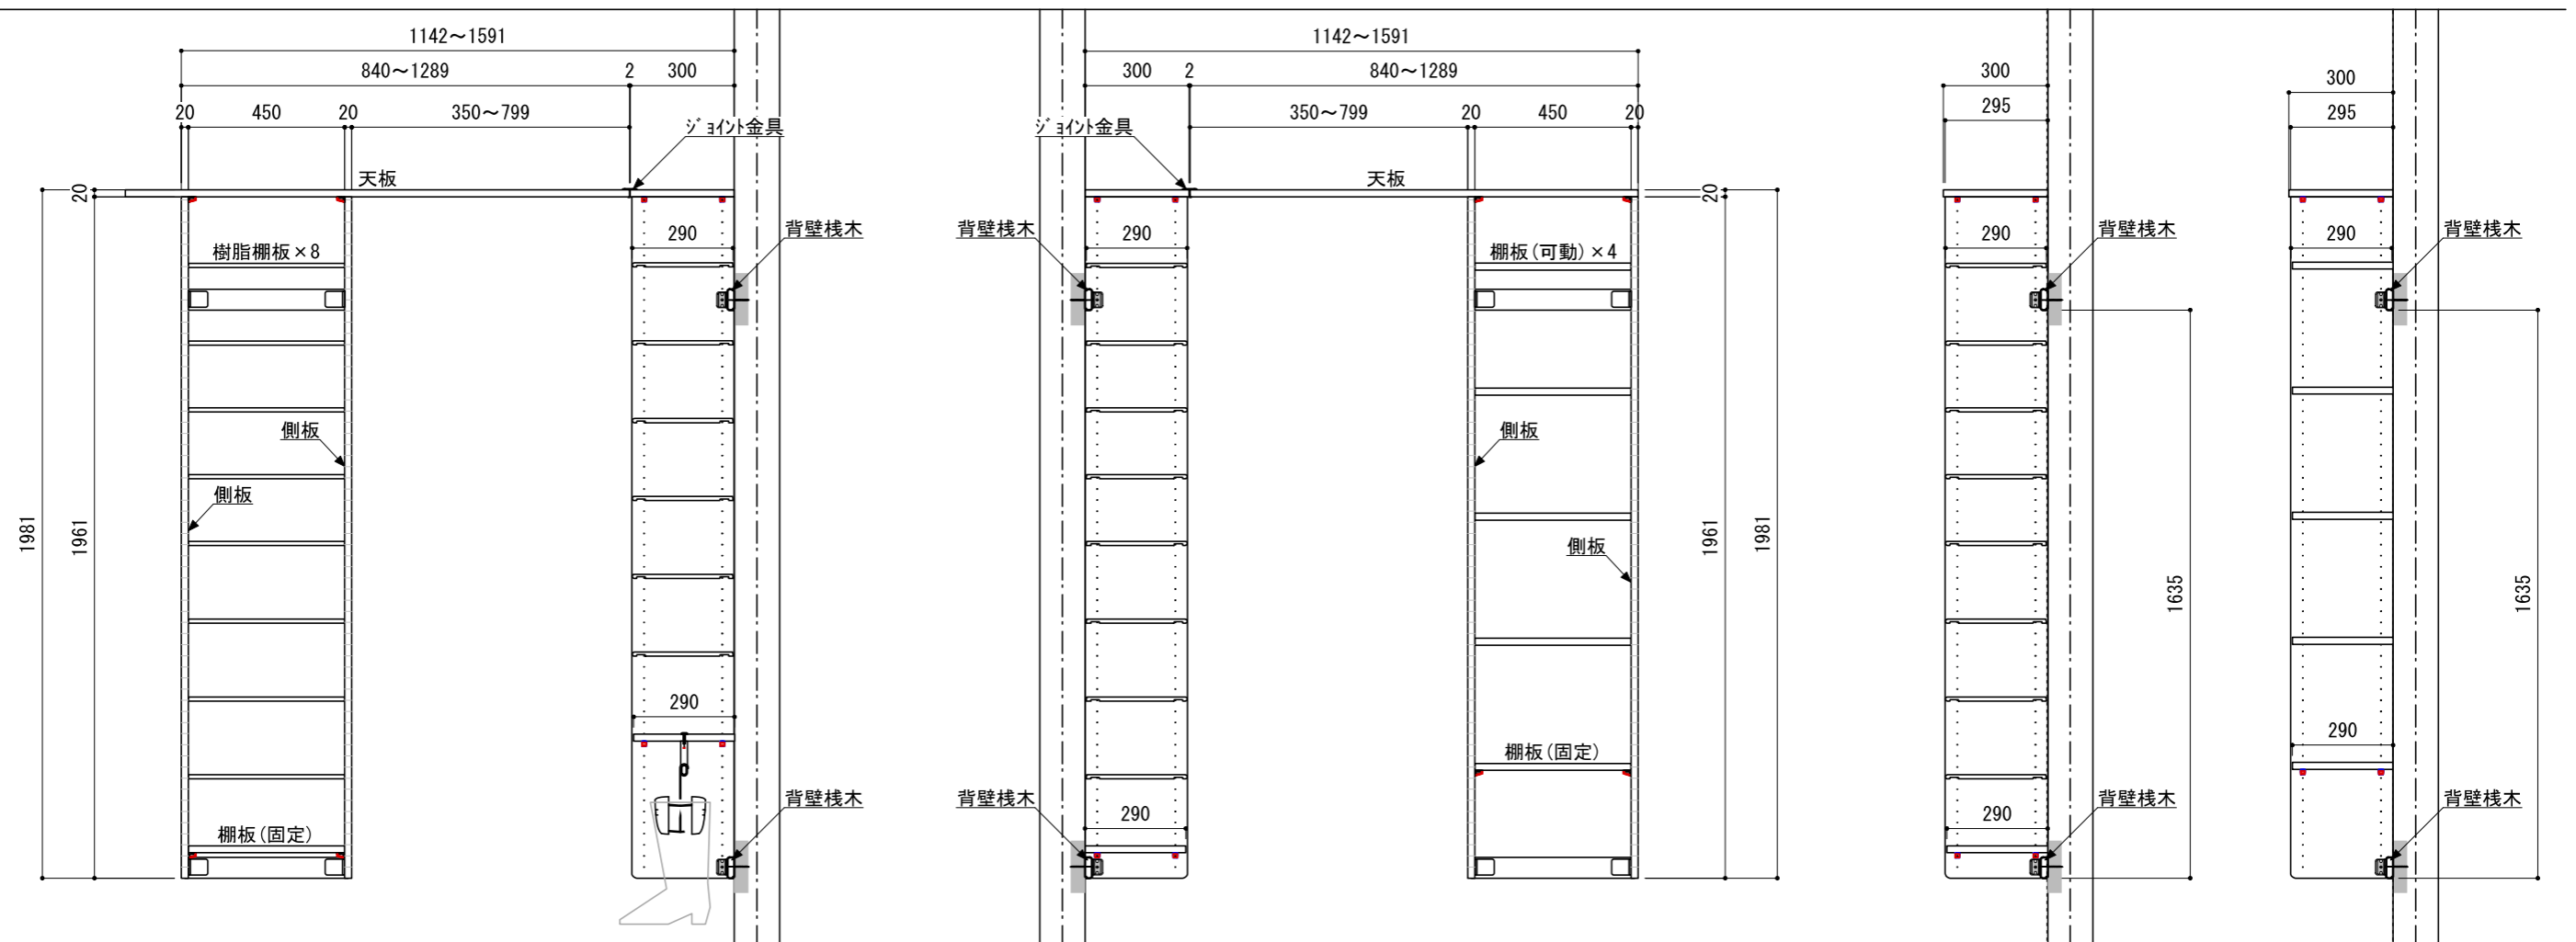 1142～1591
840～1289
2
300
20
450
20
350～799
ｼﾞｮｲﾝﾄ金具
天板
20
290
背壁桟木
樹脂棚板×8
側板
側板
1981
1961
290
背壁桟木
棚板(固定)
1142～1591
300
2
840～1289
350～799
20
450
20
ｼﾞｮｲﾝﾄ金具
天板
20
290
背壁桟木
棚板(可動)×4
側板
側板
1961
1981
棚板(固定)
背壁桟木
290
300
295
290
背壁桟木
1635
背壁桟木
290
300
295
290
背壁桟木
1635
290
背壁桟木